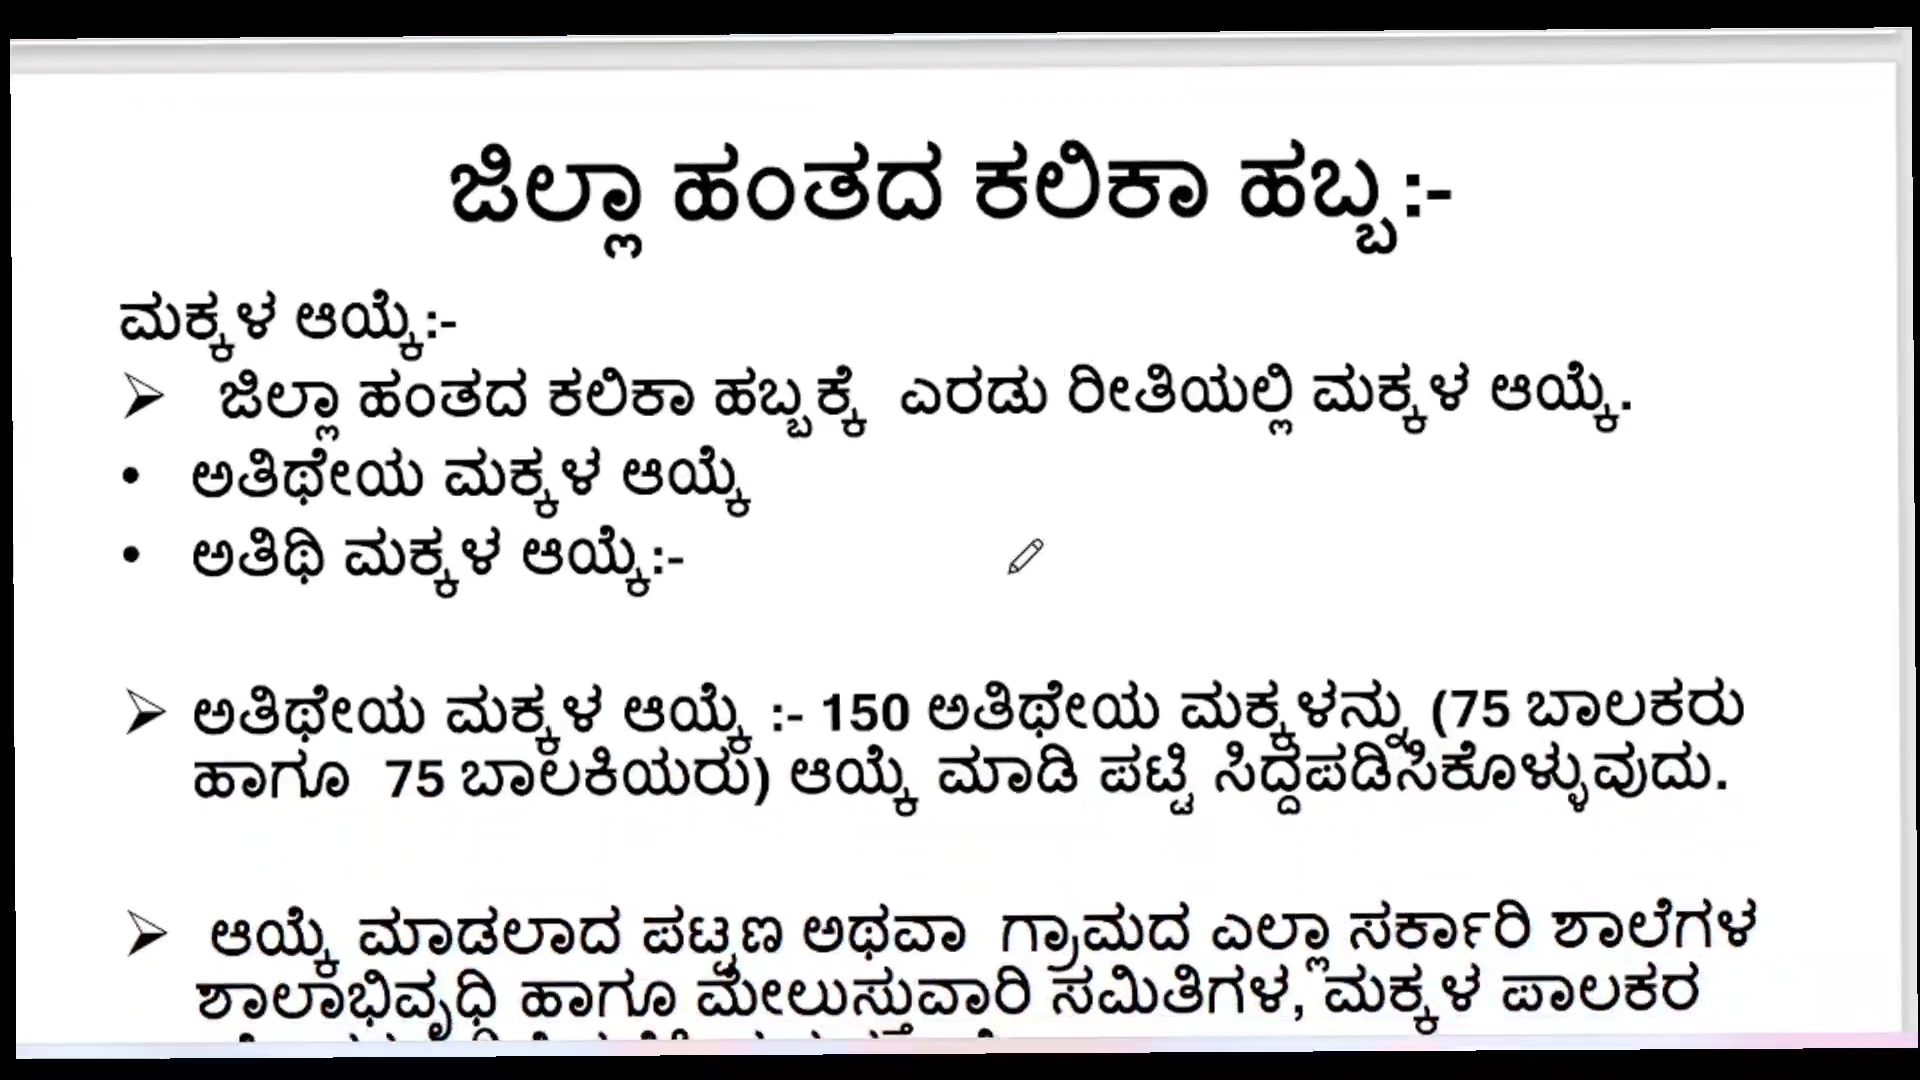 ಜಿಲ್ಲಾ ಹಂತದ ಕಲಿಕಾ ಹಬ್ಬ:-
ಮಕ್ಕಳ ಆಯ್ಕೆ:-
➢ ಜಿಲ್ಲಾ ಹಂತದ ಕಲಿಕಾ ಹಬ್ಬಕ್ಕೆ ಎರಡು ರೀತಿಯಲ್ಲಿ ಮಕ್ಕಳ ಆಯ್ಕೆ.
• ಅತಿಥೇಯ ಮಕ್ಕಳ ಆಯ್ಕೆ
• ಅತಿಥಿ ಮಕ್ಕಳ ಆಯ್ಕೆ:-
➢ ಅತಿಥೇಯ ಮಕ್ಕಳ ಆಯ್ಕೆ :- 150 ಅತಿಥೇಯ ಮಕ್ಕಳನ್ನು (75 ಬಾಲಕರು
ಹಾಗೂ 75 ಬಾಲಕಿಯರು) ಆಯ್ಕೆ ಮಾಡಿ ಪಟ್ಟಿ ಸಿದ್ದಪಡಿಸಿಕೊಳ್ಳುವುದು.
➢ ಆಯ್ಕೆ ಮಾಡಲಾದ ಪಟ್ಟಣ ಅಥವಾ ಗ್ರಾಮದ ಎಲ್ಲಾ ಸರ್ಕಾರಿ ಶಾಲೆಗಳ
ಶಾಲಾಭಿವೃಧ್ಧಿ ಹಾಗೂ ಮೇಲುಸ್ತುವಾರಿ ಸಮಿತಿಗಳ, ಮಕ್ಕಳ ಪಾಲಕರ